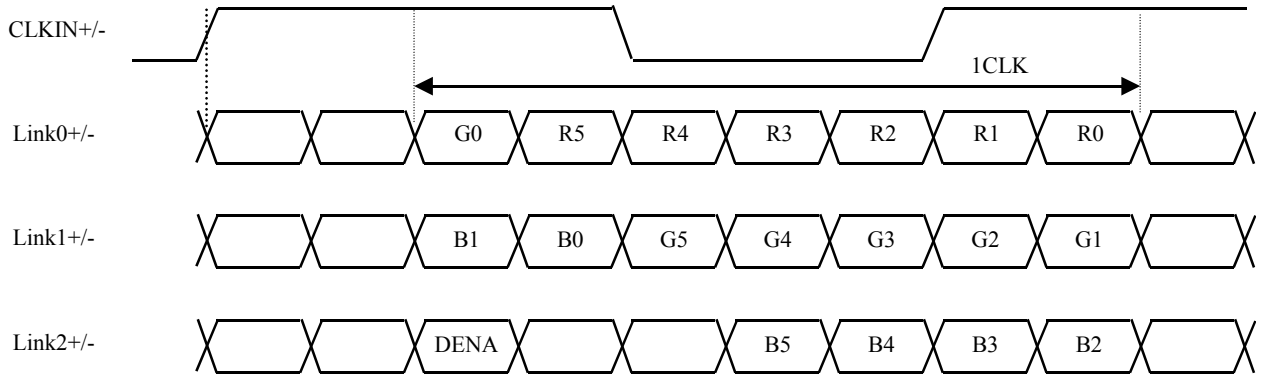 CLKIN+/-
1CLK
Link0+/- G0 R5 R4 R3 R2 R1 R0
Link1+/- B1 B0 G5 G4 G3 G2 G1
Link2+/- DENA B5 B4 B3 B2